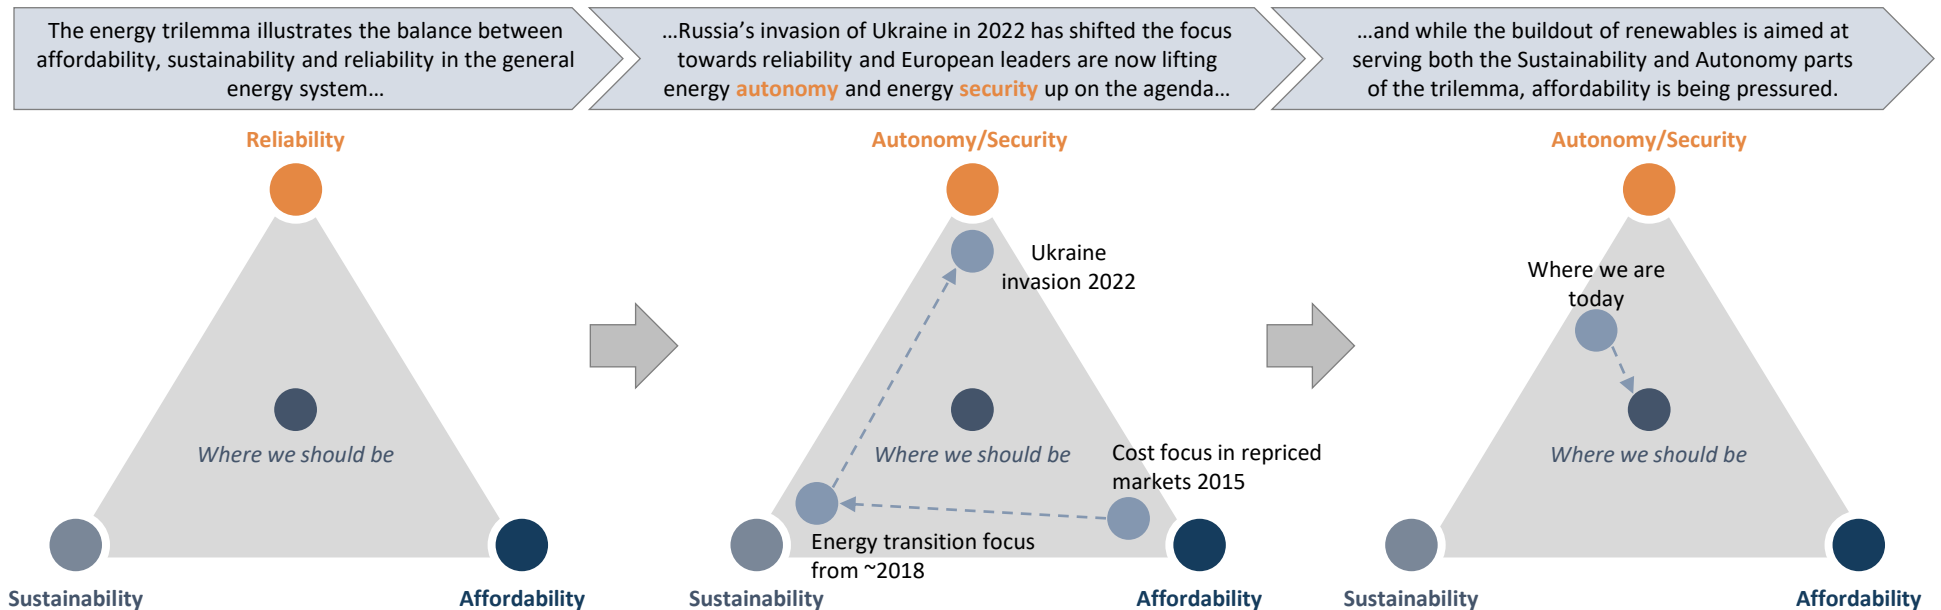 The energy trilemma illustrates the balance between
affordability, sustainability and reliability in the general
energy system…
…Russia’s invasion of Ukraine in 2022 has shifted the focus
towards reliability and European leaders are now lifting
energy autonomy and energy security up on the agenda…
…and while the buildout of renewables is aimed at
serving both the Sustainability and Autonomy parts
of the trilemma, affordability is being pressured.
Reliability
Where we should be
Sustainability
Affordability
Autonomy/Security
Ukraine
invasion 2022
Where we should be
Cost focus in repriced
markets 2015
Energy transition focus
from ~2018
Sustainability
Affordability
Autonomy/Security
Where we are
today
Where we should be
Sustainability
Affordability